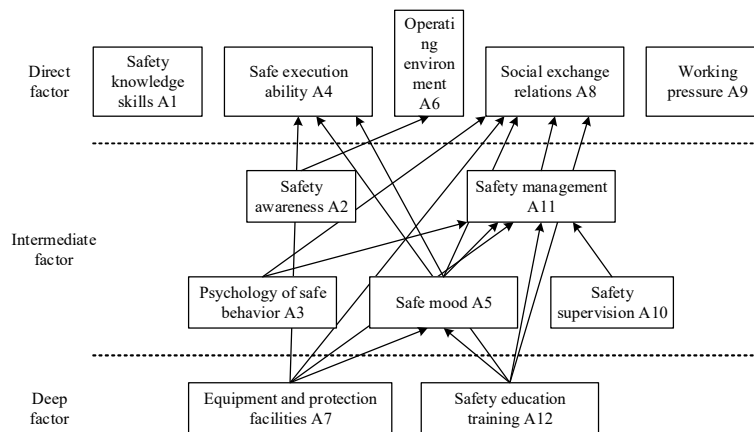 Direct
factor
Safety
knowledge
skills A1
Safe execution
ability A4
Operati
ng
environ
ment
A6
Social exchange
relations A8
Working
pressure A9
Intermediate
factor
Safety
awareness A2
Safety management
A11
Psychology of safe
behavior A3
Safe mood A5
Safety
supervision A10
Deep
factor
Equipment and protection
facilities A7
Safety education
training A12